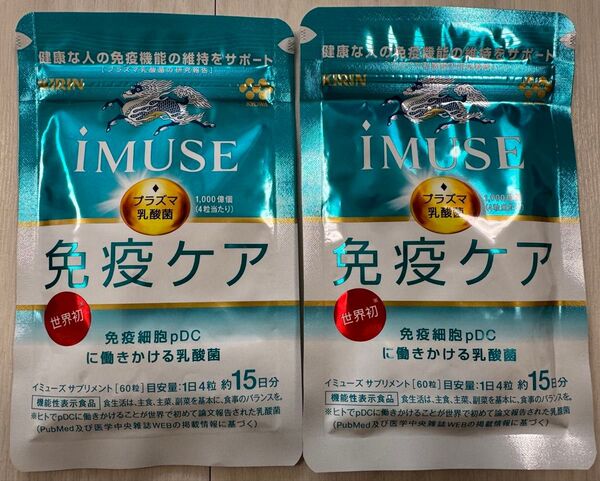 健康な人の免疫機能の維持をサポート
[プラズマ乳酸菌の研究報告]
KIRIN
iMUSE
プラズマ
乳酸菌
1,000億個
(4粒当たり)
免疫ケア
世界初※
免疫細胞pDC
に働きかける乳酸菌
イミューズ サプリメント[60粒] 目安量:1日4粒 約15日分
機能性表示食品 食生活は、主食、主菜、副菜を基本に、食事のバランスを。
※ヒトでpDCに働きかけることが世界で初めて論文報告された乳酸菌
(PubMed及び医学中央雑誌WEBの掲載情報に基づく)
健康な人の免疫機能の維持をサポート
KIRIN
iMUSE
プラズマ
乳酸菌
1,000億個
(4粒当たり)
免疫ケア
世界初※
免疫細胞pDC
に働きかける乳酸菌
イミューズ サプリメント[60粒] 目安量:1日4粒 約15日分
機能性表示食品 食生活は、主食、主菜、副菜を基本に、食事のバランスを。
※ヒトでpDCに働きかけることが世界で初めて論文報告された乳酸菌
(PubMed及び医学中央雑誌WEBの掲載情報に基づく)